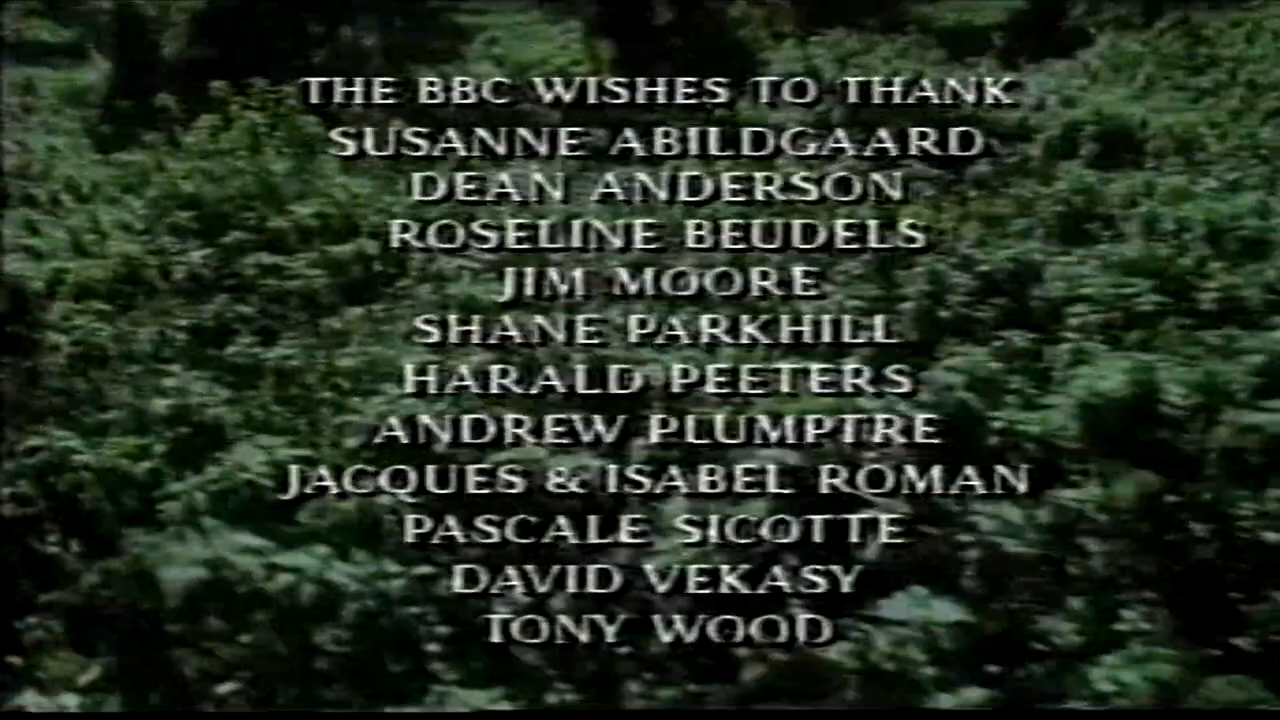 THE BBC WISHES TO THANK
SUSANNE ABILDGAARD
DEAN ANDERSON
ROSELINE BEUDELS
JIM MOORE
SHANE PARKHILL
HARALD PEETERS
ANDREW PLUMPTRE
JACQUES & ISABEL ROMAN
PASCALE SICOTTE
DAVID VEKASY
TONY WOOD